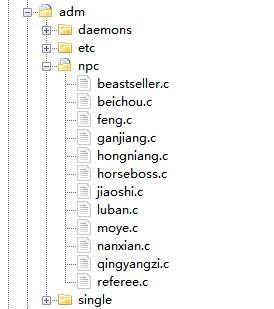 adm
daemons
etc
npc
beastseller.c
beichou.c
feng.c
ganjiang.c
hongniang.c
horseboss.c
jiaoshi.c
luban.c
moye.c
nanxian.c
qingyangzi.c
referee.c
single